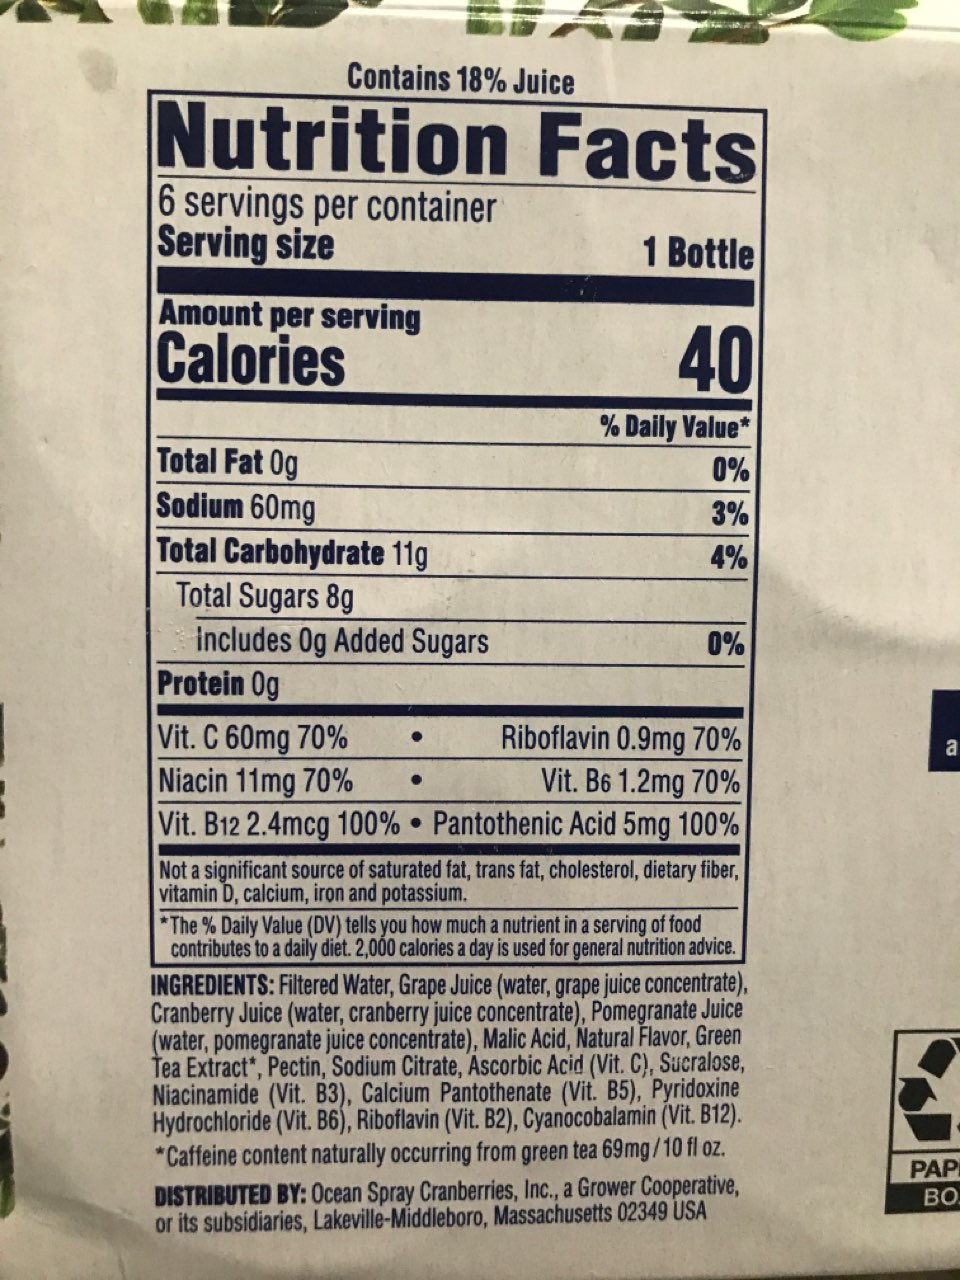 Contains 18% Juice
Nutrition Facts
6 servings per container
Serving size 1 Bottle
Amount per serving
Calories 40
% Daily Value*
Total Fat 0g 0%
Sodium 60mg 3%
Total Carbohydrate 11g 4%
Total Sugars 8g
Includes 0g Added Sugars 0%
Protein 0g
Vit. C 60mg 70% • Riboflavin 0.9mg 70%
Niacin 11mg 70% • Vit. B6 1.2mg 70%
Vit. B12 2.4mcg 100% • Pantothenic Acid 5mg 100%
Not a significant source of saturated fat, trans fat, cholesterol, dietary fiber,
vitamin D, calcium, iron and potassium.
*The % Daily Value (DV) tells you how much a nutrient in a serving of food
contributes to a daily diet. 2,000 calories a day is used for general nutrition advice.
INGREDIENTS: Filtered Water, Grape Juice (water, grape juice concentrate),
Cranberry Juice (water, cranberry juice concentrate), Pomegranate Juice
(water, pomegranate juice concentrate), Malic Acid, Natural Flavor, Green
Tea Extract*, Pectin, Sodium Citrate, Ascorbic Acid (Vit. C), Sucralose,
Niacinamide (Vit. B3), Calcium Pantothenate (Vit. B5), Pyridoxine
Hydrochloride (Vit. B6), Riboflavin (Vit. B2), Cyanocobalamin (Vit. B12).
*Caffeine content naturally occurring from green tea 69mg/10 fl oz.
DISTRIBUTED BY: Ocean Spray Cranberries, Inc., a Grower Cooperative,
or its subsidiaries, Lakeville-Middleboro, Massachusetts 02349 USA
a
PAP
BO